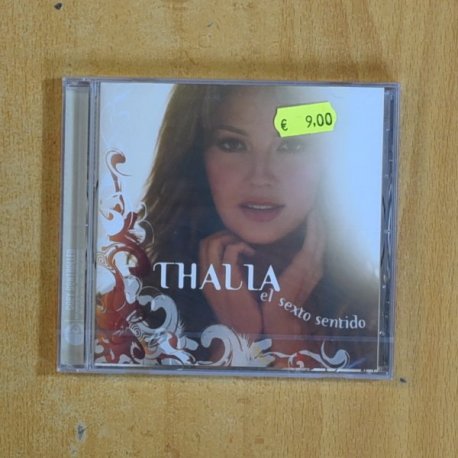 € 9,00
THALIA
el sexto sentido